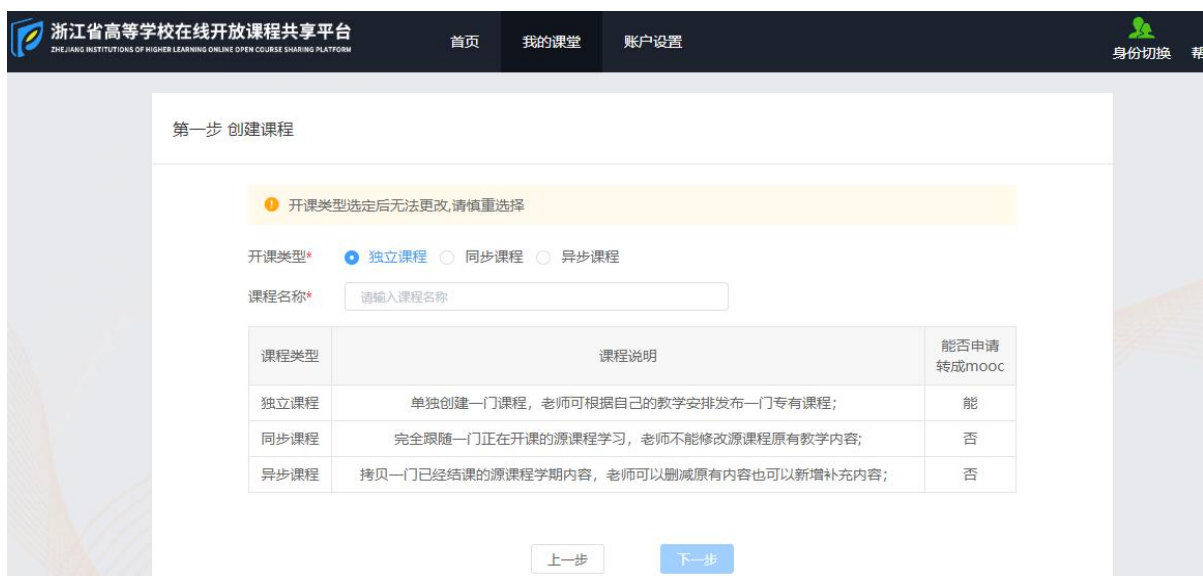 浙江省高等学校在线开放课程共享平台
ZHEJIANG INSTITUTIONS OF HIGHER LEARNING ONLINE OPEN COURSE SHARING PLATFORM
首页 我的课堂 账户设置
身份切换 帮
第一步 创建课程
开课类型选定后无法更改,请慎重选择
开课类型* 独立课程 同步课程 异步课程
课程名称* 请输入课程名称
课程类型 课程说明 能否申请
转成mooc
独立课程 单独创建一门课程，老师可根据自己的教学安排发布一门专有课程; 能
同步课程 完全跟随一门正在开课的源课程学习，老师不能修改源课程原有教学内容; 否
异步课程 拷贝一门已经结课的源课程学期内容，老师可以删减原有内容也可以新增补充内容; 否
上一步 下一步